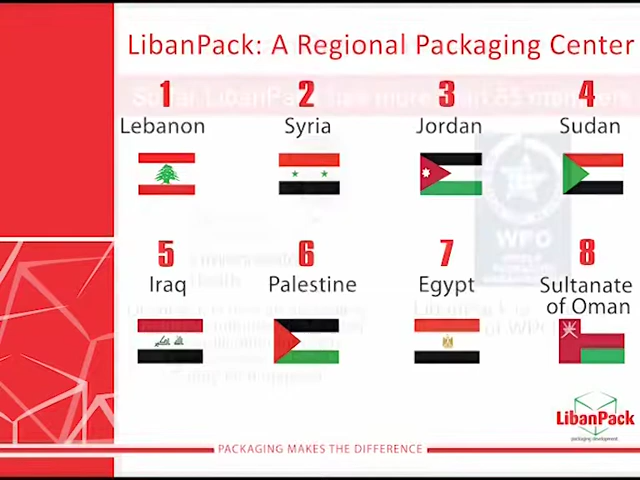 LibanPack: A Regional Packaging Center
1 2 3 4
Lebanon Syria Jordan Sudan
5 6 7 8
Iraq Palestine Egypt Sultanate
of Oman
WPO
LibanPack
packaging development
PACKAGING MAKES THE DIFFERENCE